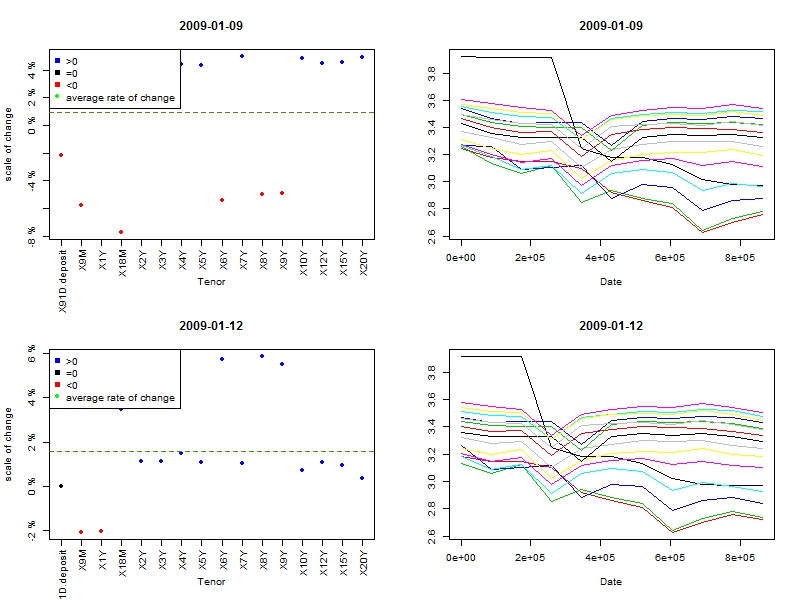 2009-01-09
scale of change
4 %
2 %
0 %
-4 %
-8 %
>0
=0
<0
average rate of change
X91D.deposit
X9M
X1Y
X18M
X2Y
X3Y
X4Y
X5Y
X6Y
X7Y
X8Y
X9Y
X10Y
X12Y
X15Y
X20Y
Tenor
2009-01-09
3.8
3.6
3.4
3.2
3.0
2.8
2.6
0e+00
2e+05
4e+05
6e+05
8e+05
Date
2009-01-12
scale of change
6 %
4 %
2 %
0 %
-2 %
>0
=0
<0
average rate of change
1D.deposit
X9M
X1Y
X18M
X2Y
X3Y
X4Y
X5Y
X6Y
X7Y
X8Y
X9Y
X10Y
X12Y
X15Y
X20Y
Tenor
2009-01-12
3.8
3.6
3.4
3.2
3.0
2.8
2.6
0e+00
2e+05
4e+05
6e+05
8e+05
Date